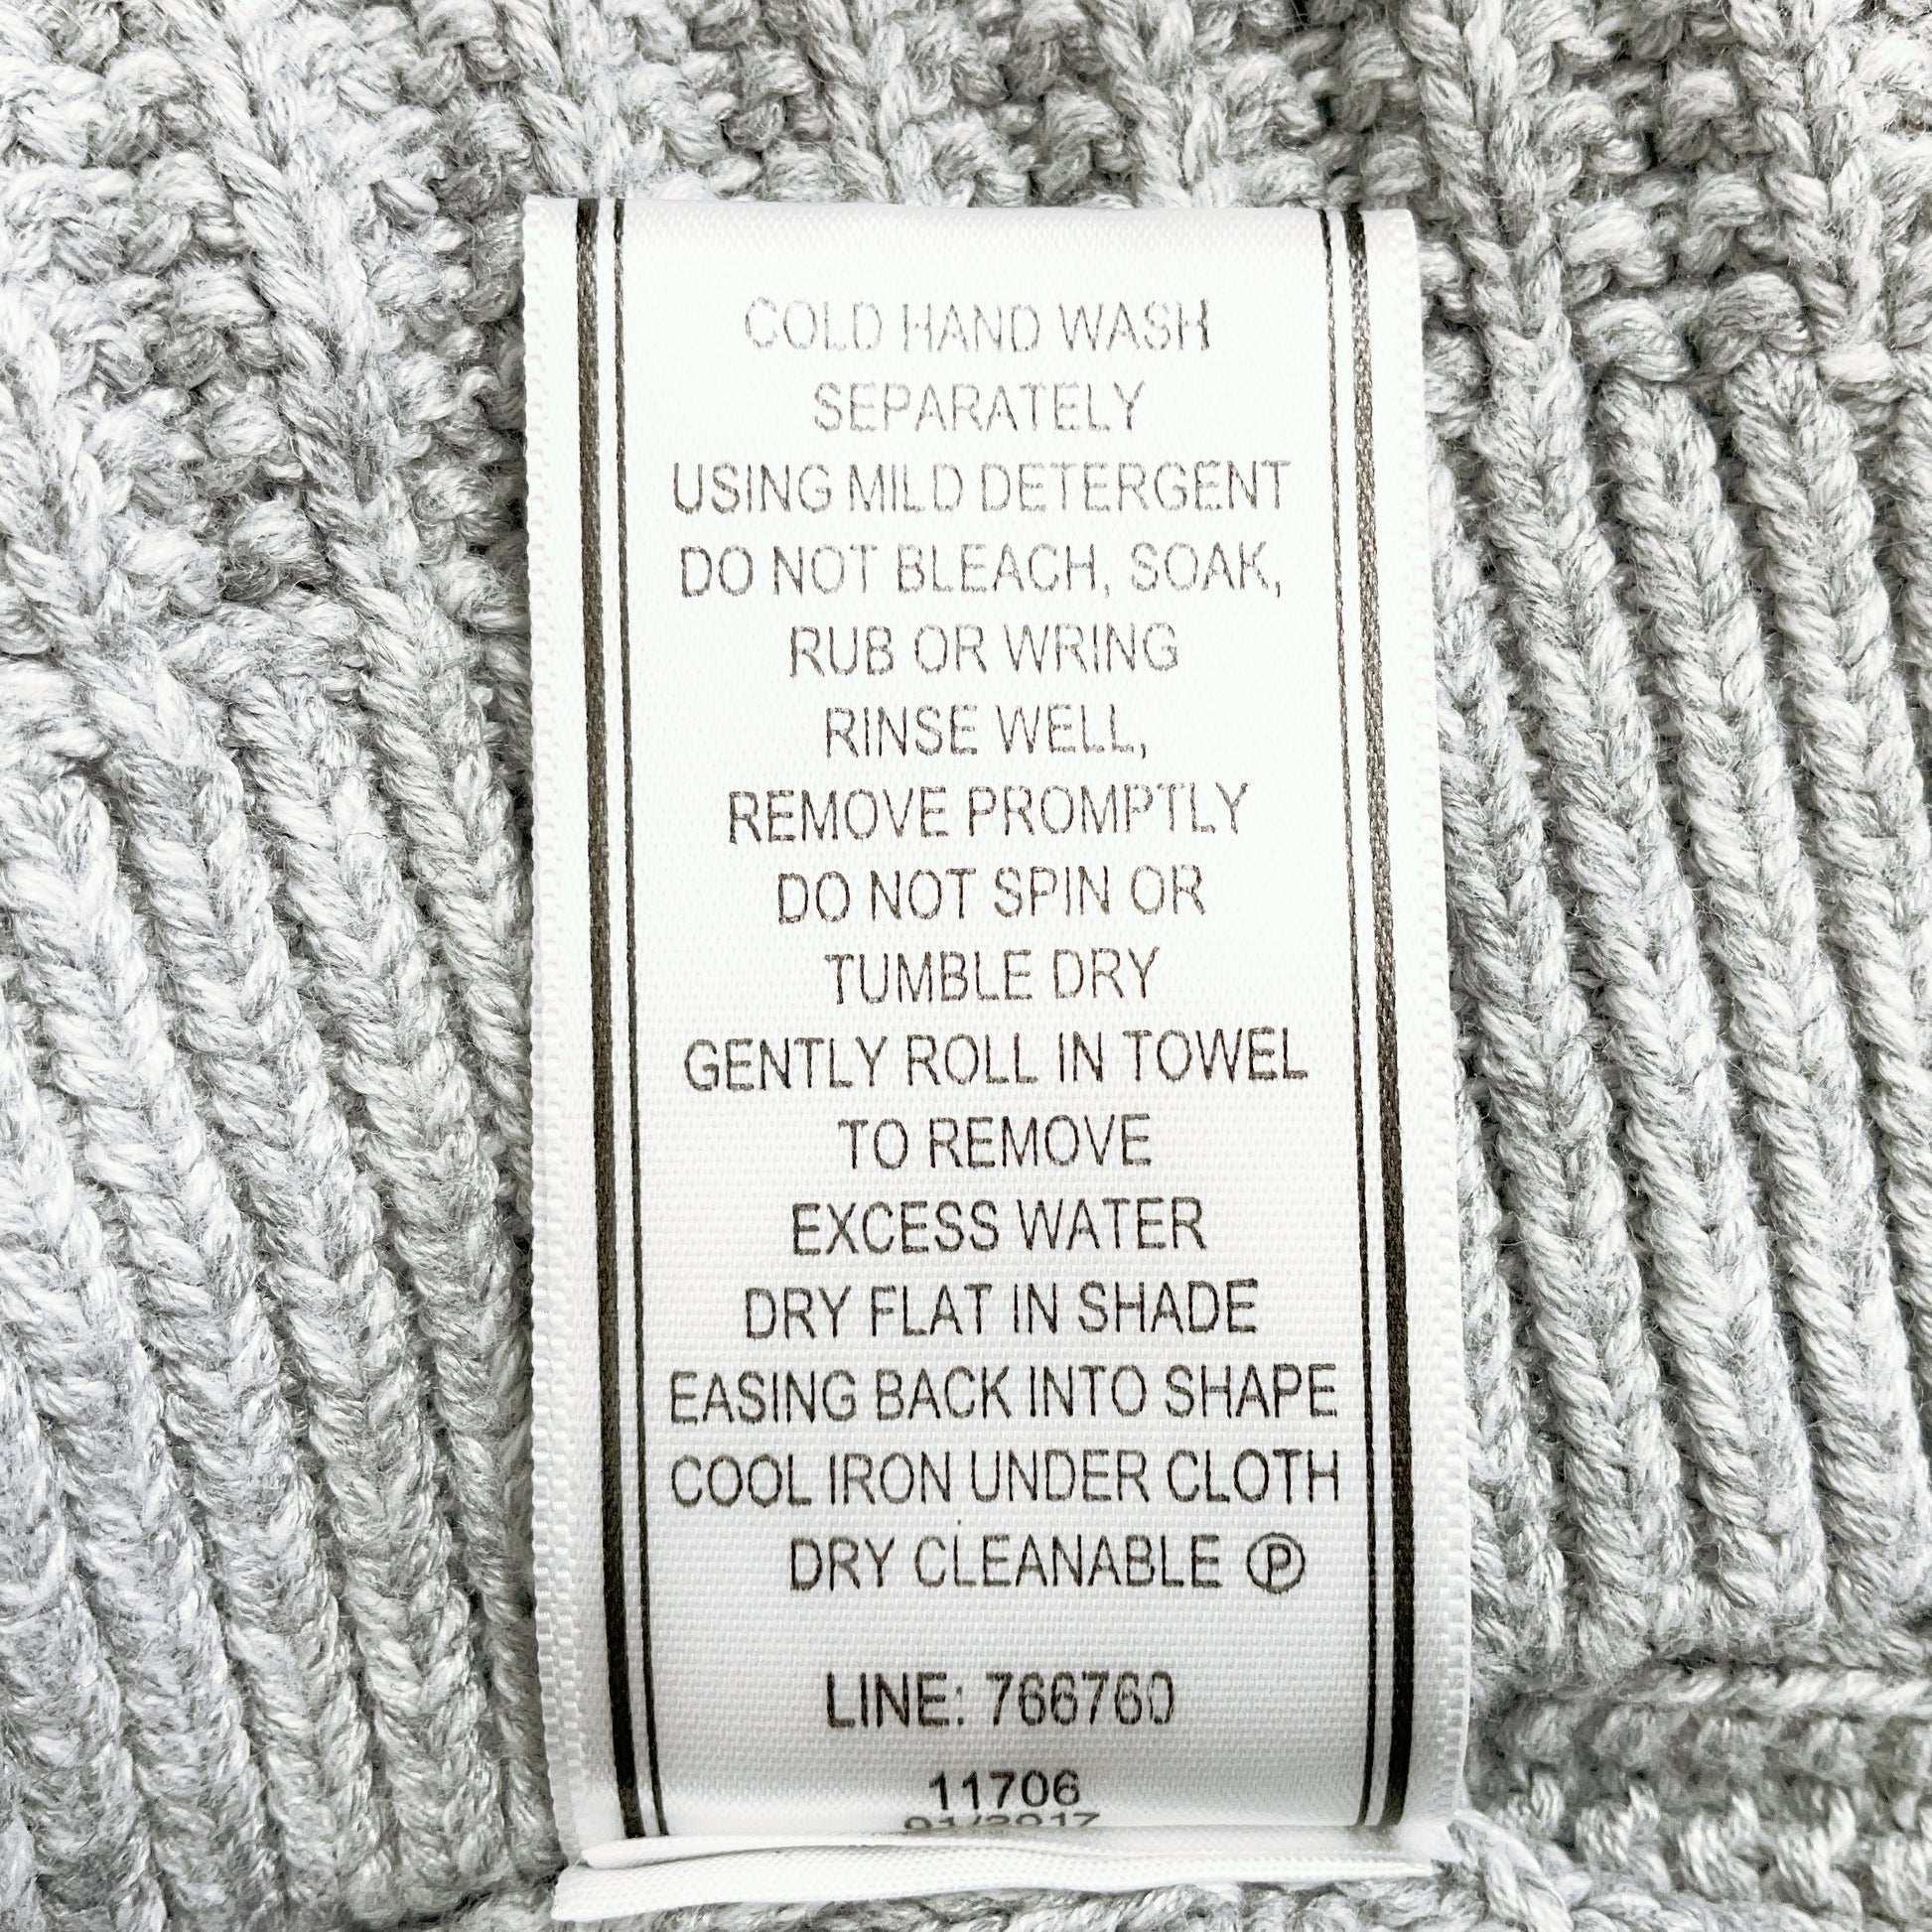 COLD HAND WASH
SEPARATELY
USING MILD DETERGENT
DO NOT BLEACH, SOAK,
RUB OR WRING
RINSE WELL,
REMOVE PROMPTLY
DO NOT SPIN OR
TUMBLE DRY
GENTLY ROLL IN TOWEL
TO REMOVE
EXCESS WATER
DRY FLAT IN SHADE
EASING BACK INTO SHAPE
COOL IRON UNDER CLOTH
DRY CLEANABLE Ⓟ
LINE: 766760
11706